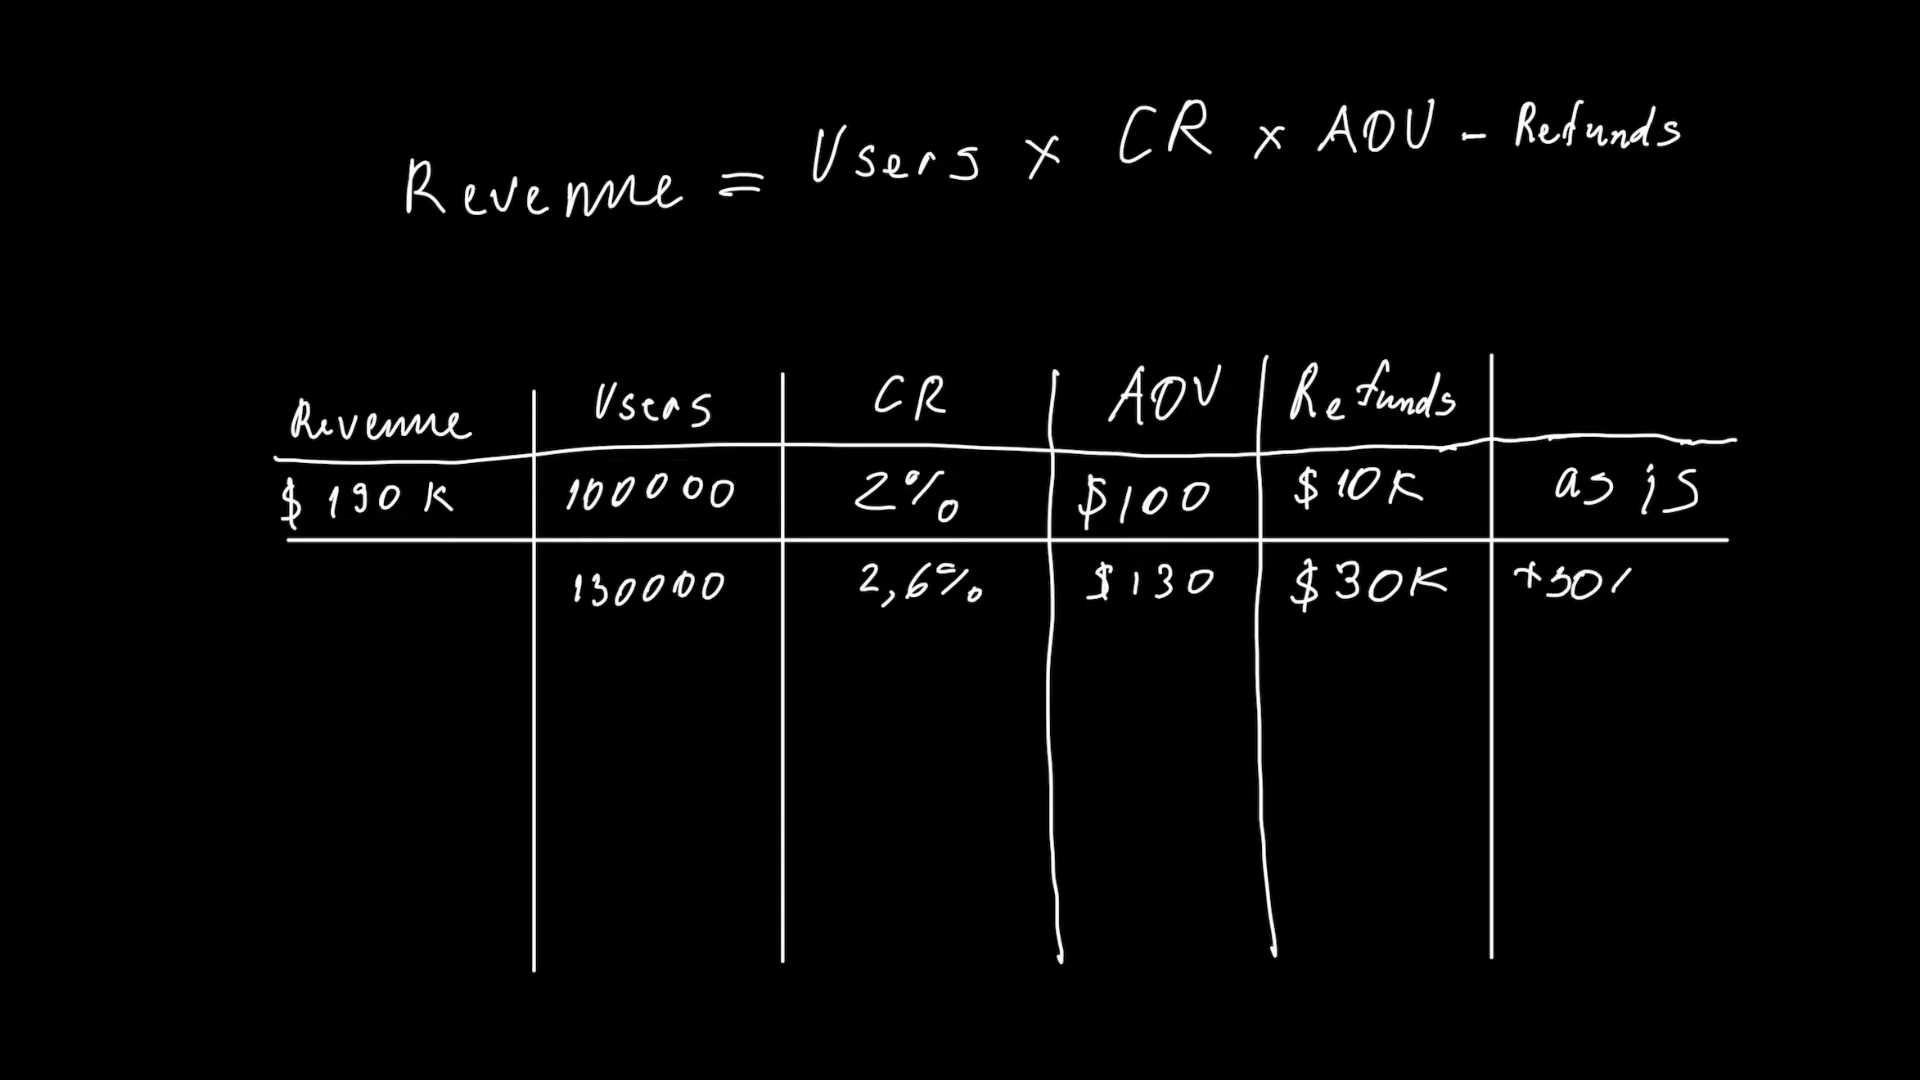 Revenue = Users x CR x AOV - Refunds
Revenue Users CR AOV Refunds
$ 190 K 100000 2% $100 $10K as is
130000 2,6% $130 $30K +30/